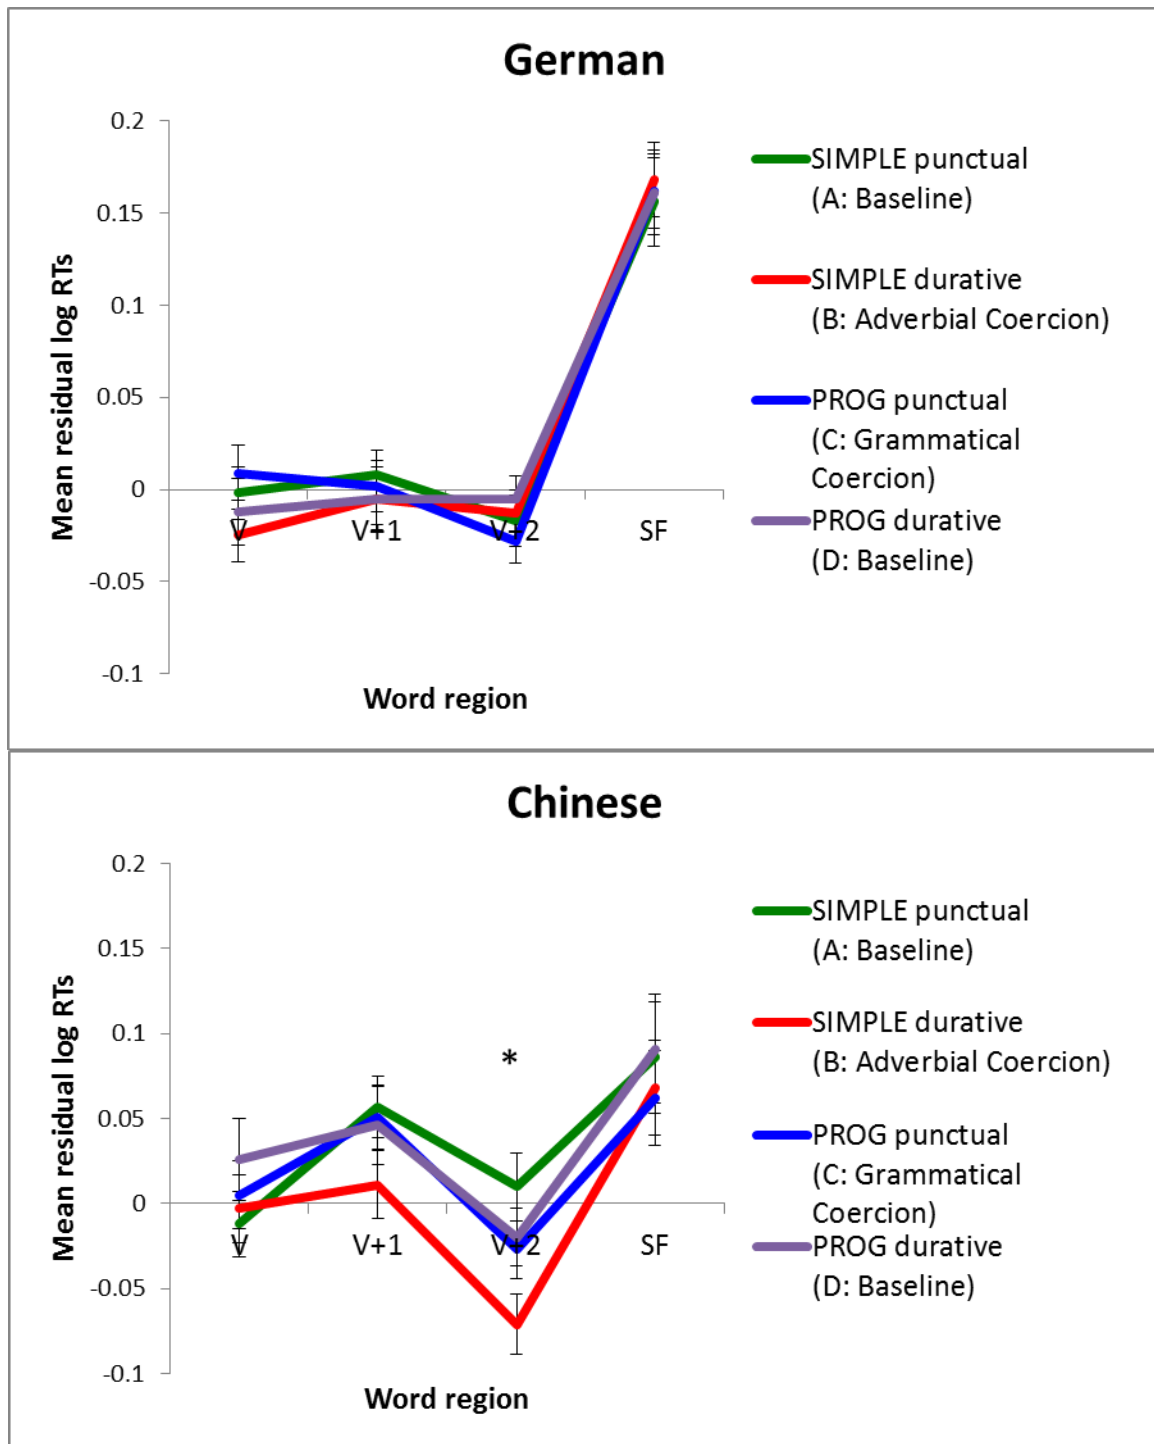 German
0.2
0.15
0.1
0.05
0
-0.05
-0.1
Mean residual log RTs
V
V+1
V+2
SF
Word region
SIMPLE punctual
(A: Baseline)
SIMPLE durative
(B: Adverbial Coercion)
PROG punctual
(C: Grammatical
Coercion)
PROG durative
(D: Baseline)
Chinese
0.2
0.15
0.1
0.05
0
-0.05
-0.1
Mean residual log RTs
*
V
V+1
V+2
SF
Word region
SIMPLE punctual
(A: Baseline)
SIMPLE durative
(B: Adverbial Coercion)
PROG punctual
(C: Grammatical
Coercion)
PROG durative
(D: Baseline)